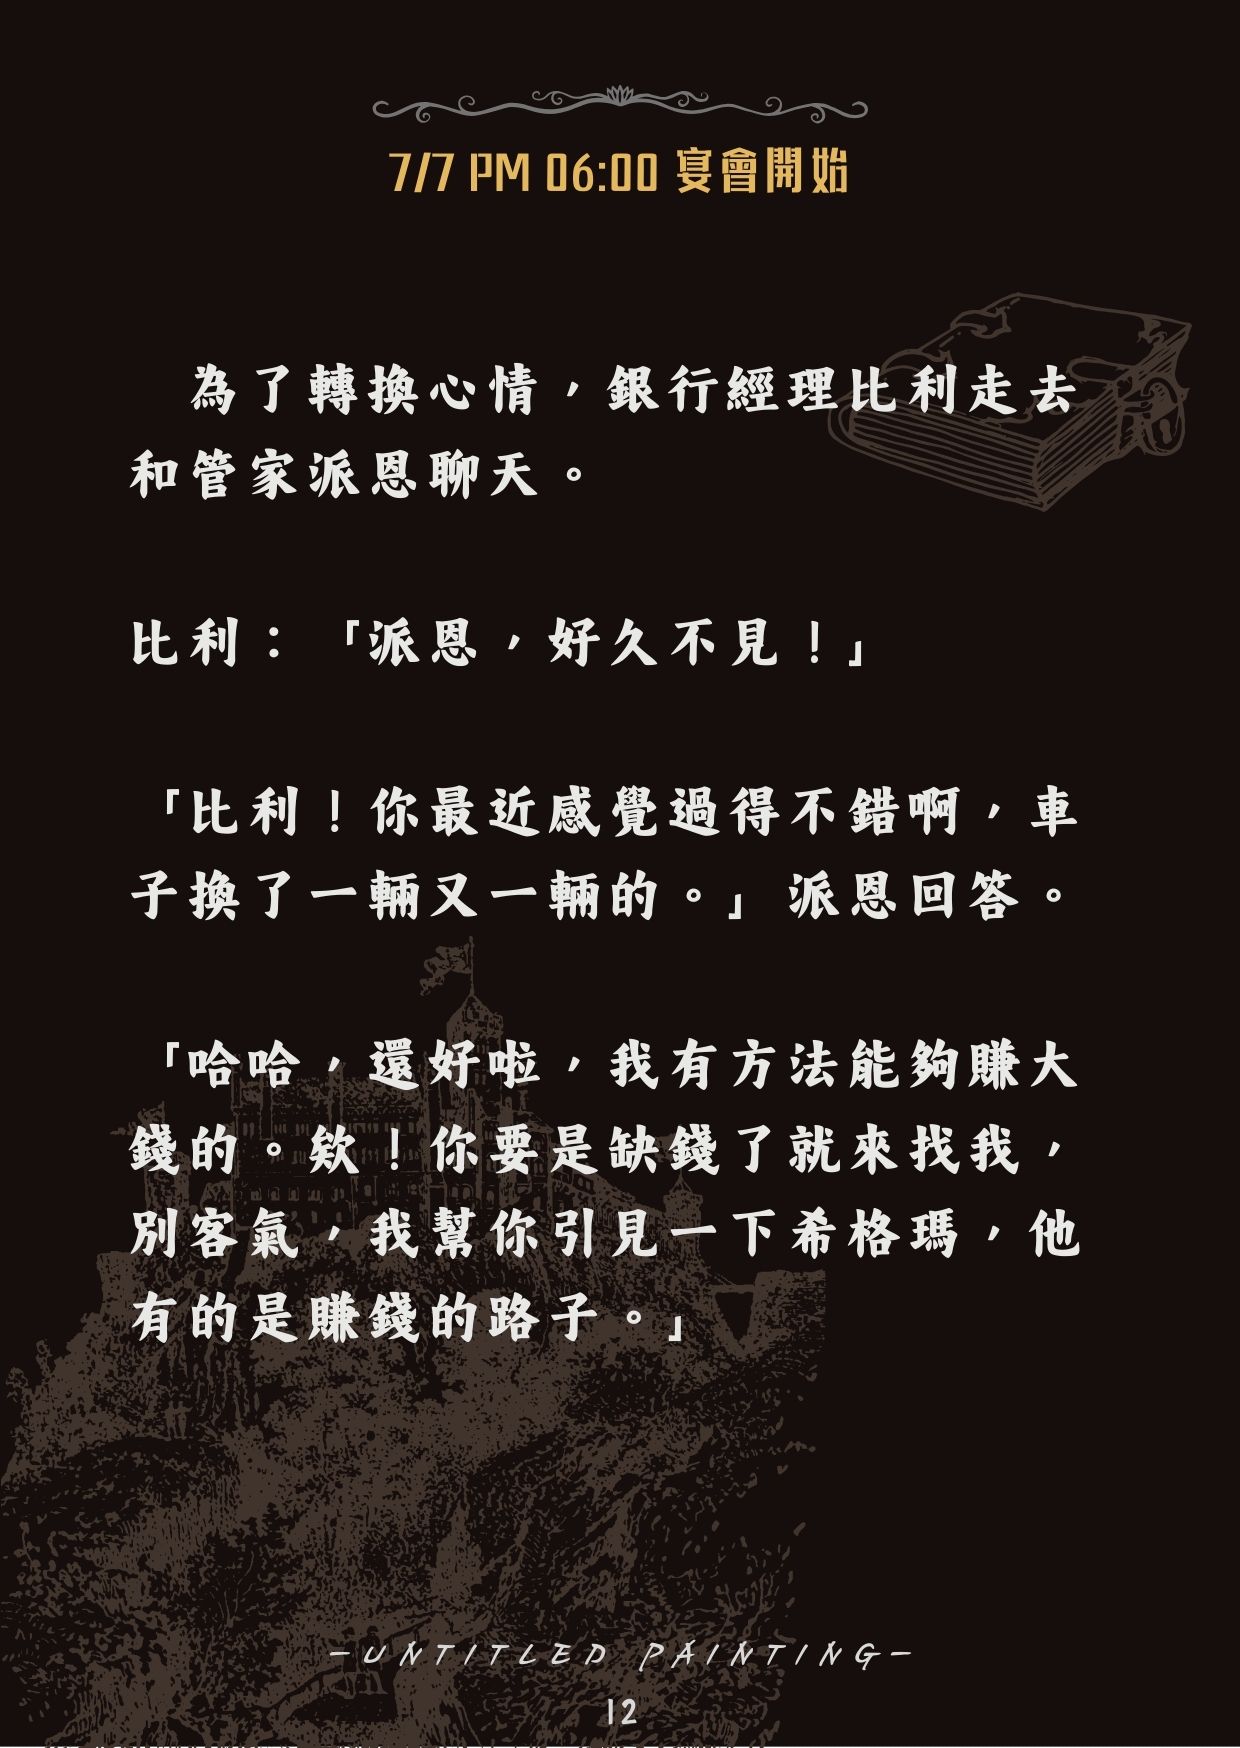 7/7 PM 06:00 宴會開始
為了轉換心情，銀行經理比利走去
和管家派恩聊天。
比利：「派恩，好久不見！」
「比利！你最近感覺過得不錯啊，車
子換了一輛又一輛的。」派恩回答。
「哈哈，還好啦，我有方法能夠賺大
錢的。欸！你要是缺錢了就來找我，
別客氣，我幫你引見一下希格瑪，他
有的是賺錢的路子。」
-UNTITLED PAINTING-
12